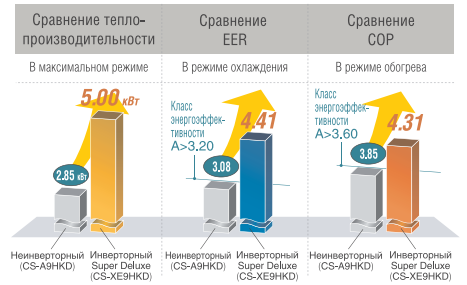 Сравнение тепло-
производительности
В максимальном режиме
5.00 кВт
2.85 кВт
Неинверторный
(CS-A9HKD)
Инверторный
Super Deluxe
(CS-XE9HKD)
Сравнение
EER
В режиме охлаждения
Класс
энергоэффек-
тивности
A>3.20
4.41
3,08
Неинверторный
(CS-A9HKD)
Инверторный
Super Deluxe
(CS-XE9HKD)
Сравнение
COP
В режиме обогрева
Класс
энергоэффек-
тивности
A>3.60
4.31
3,85
Неинверторный
(CS-A9HKD)
Инверторный
Super Deluxe
(CS-XE9HKD)